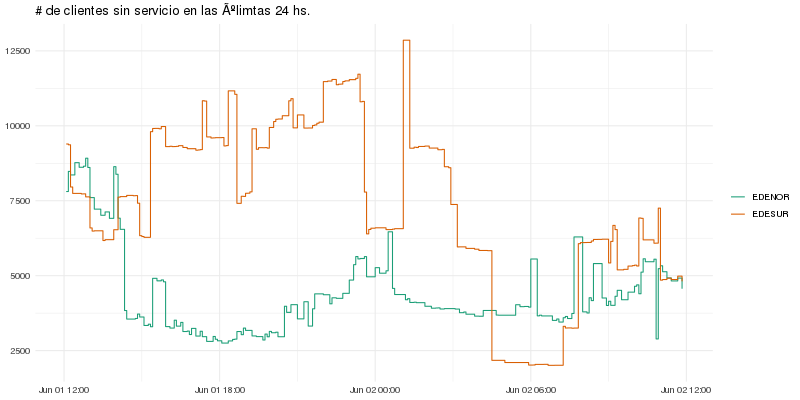 # de clientes sin servicio en las Ãºlimtas 24 hs.
12500
10000
7500
5000
2500
Jun 01 12:00
Jun 01 18:00
Jun 02 00:00
Jun 02 06:00
Jun 02 12:00
EDENOR
EDESUR